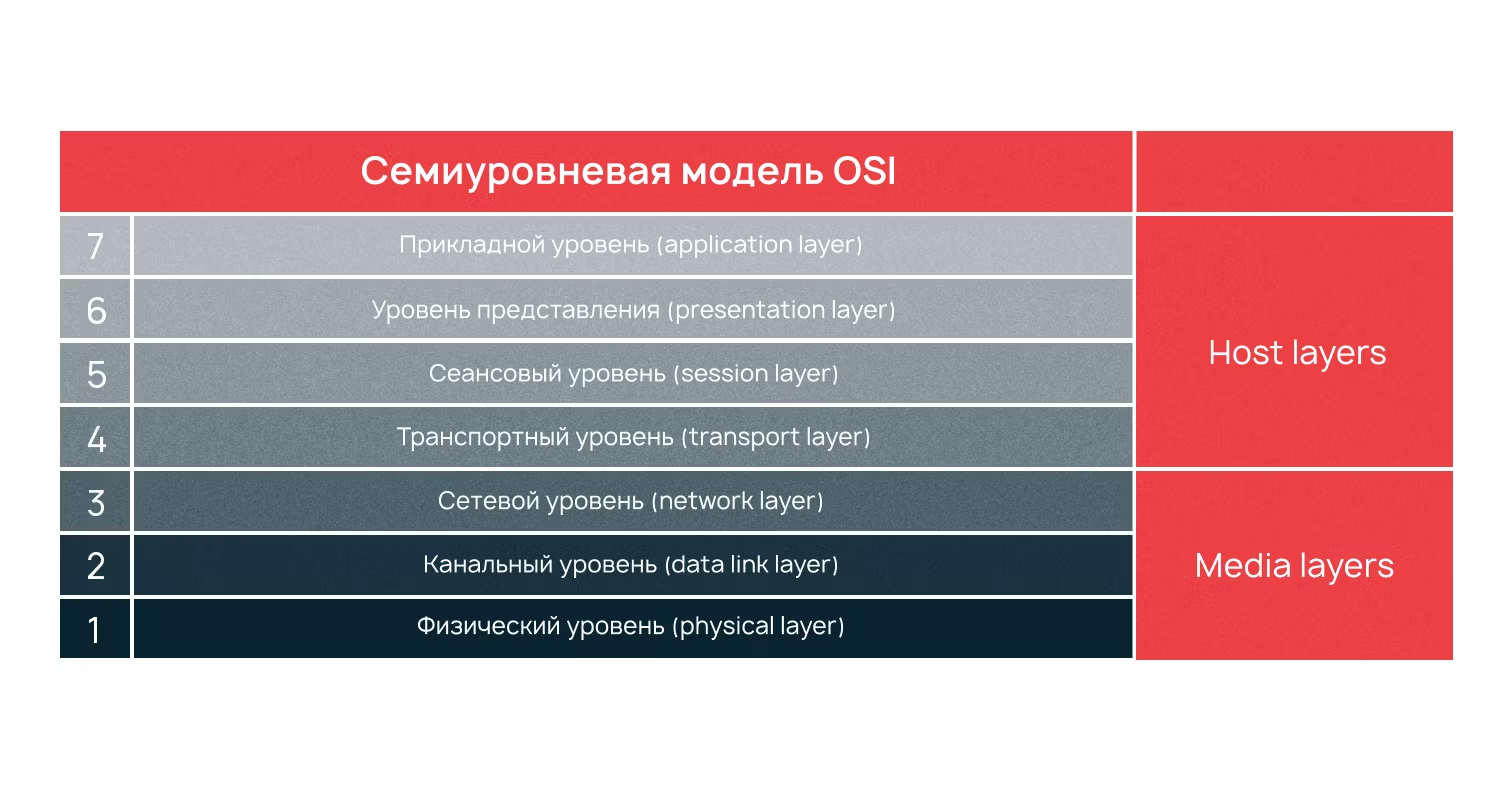 Семиуровневая модель OSI
7
Прикладной уровень (application layer)
6
Уровень представления (presentation layer)
5
Сеансовый уровень (session layer)
4
Транспортный уровень (transport layer)
Host layers
3
Сетевой уровень (network layer)
2
Канальный уровень (data link layer)
1
Физический уровень (physical layer)
Media layers